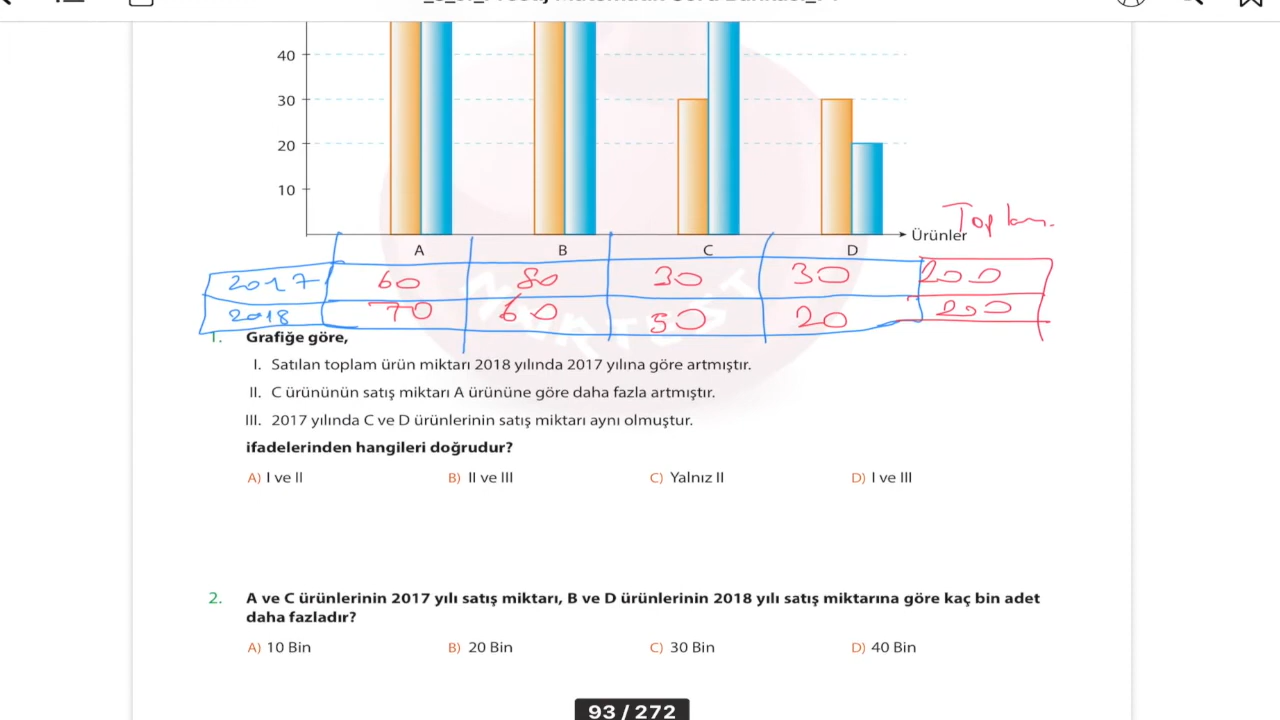 40
30
20
10
Toplam.
Ürünler
A B C D
2017 60 80 30 30 200
2018 70 60 50 20 200
1. Grafiğe göre,
I. Satılan toplam ürün miktarı 2018 yılında 2017 yılına göre artmıştır.
II. C ürününün satış miktarı A ürününe göre daha fazla artmıştır.
III. 2017 yılında C ve D ürünlerinin satış miktarı aynı olmuştur.
ifadelerinden hangileri doğrudur?
A) I ve II B) II ve III C) Yalnız II D) I ve III
2. A ve C ürünlerinin 2017 yılı satış miktarı, B ve D ürünlerinin 2018 yılı satış miktarına göre kaç bin adet
daha fazladır?
A) 10 Bin B) 20 Bin C) 30 Bin D) 40 Bin
93 / 272